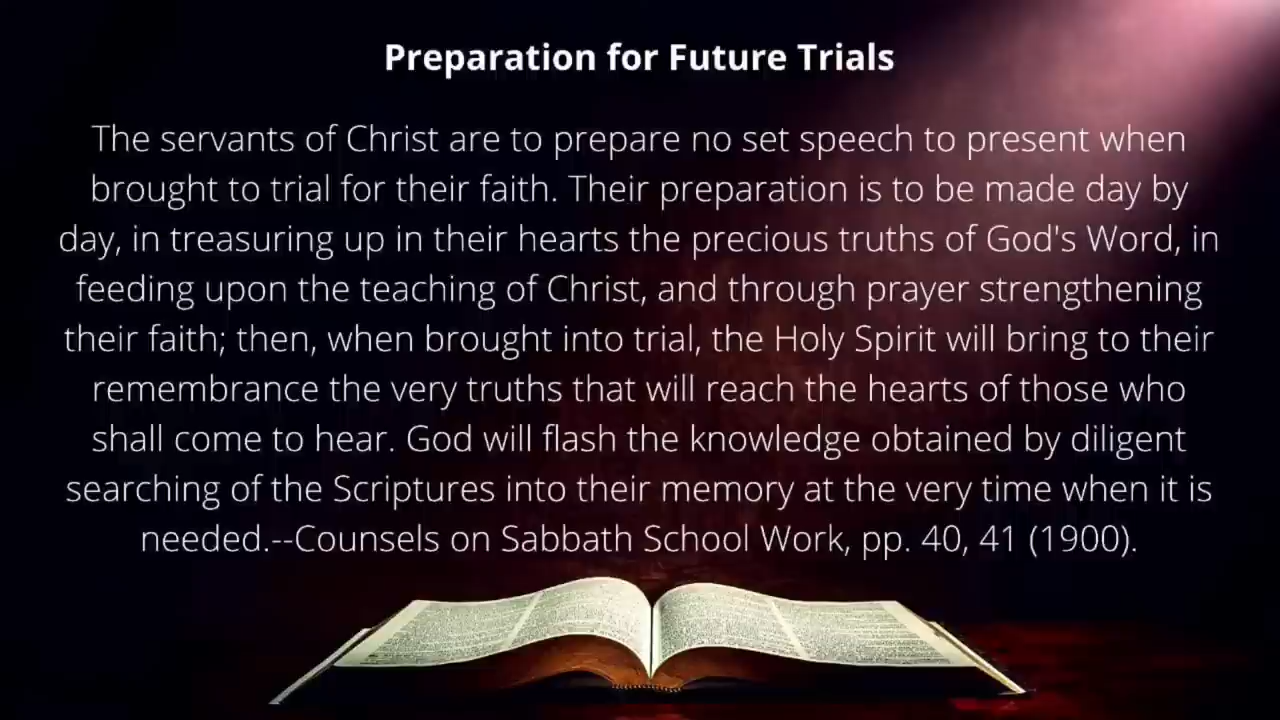 Preparation for Future Trials
The servants of Christ are to prepare no set speech to present when
brought to trial for their faith. Their preparation is to be made day by
day, in treasuring up in their hearts the precious truths of God's Word, in
feeding upon the teaching of Christ, and through prayer strengthening
their faith; then, when brought into trial, the Holy Spirit will bring to their
remembrance the very truths that will reach the hearts of those who
shall come to hear. God will flash the knowledge obtained by diligent
searching of the Scriptures into their memory at the very time when it is
needed.--Counsels on Sabbath School Work, pp. 40, 41 (1900).